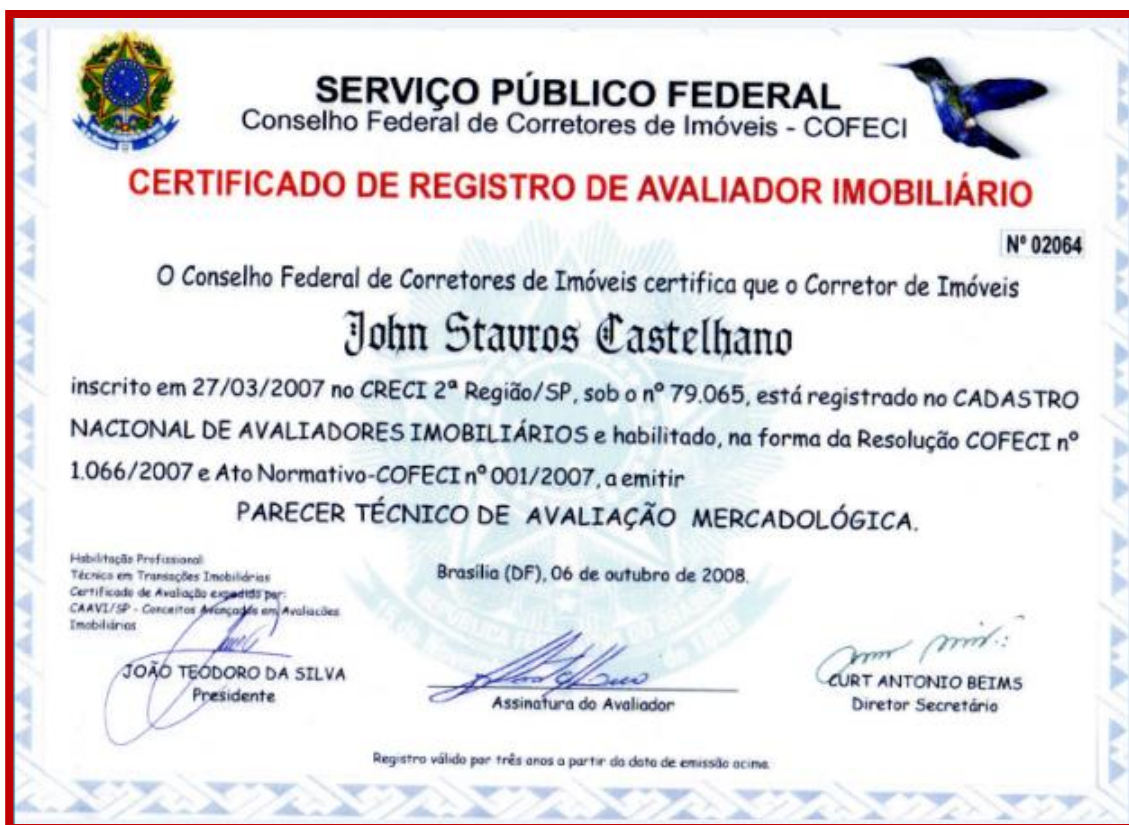 SERVIÇO PÚBLICO FEDERAL
Conselho Federal de Corretores de Imóveis - COFECI
CERTIFICADO DE REGISTRO DE AVALIADOR IMOBILIÁRIO
Nº 02064
O Conselho Federal de Corretores de Imóveis certifica que o Corretor de Imóveis
John Stavros Castelhano
inscrito em 27/03/2007 no CRECI 2ª Região/SP, sob o nº 79.065, está registrado no CADASTRO
NACIONAL DE AVALIADORES IMOBILIÁRIOS e habilitado, na forma da Resolução COFECI nº
1.066/2007 e Ato Normativo-COFECI nº 001/2007, a emitir
PARECER TÉCNICO DE AVALIAÇÃO MERCADOLÓGICA.
Habilitação Profissional:
Técnico em Transações Imobiliárias
Certificado de Avaliação expedido por:
CAAVI/SP - Conceitos Avançados em Avaliações
Imobiliárias
Brasília (DF), 06 de outubro de 2008.
JOÃO TEODORO DA SILVA
Presidente
Assinatura do Avaliador
CURT ANTONIO BEIMS
Diretor Secretário
Registro válido por três anos a partir da data de emissão acima.